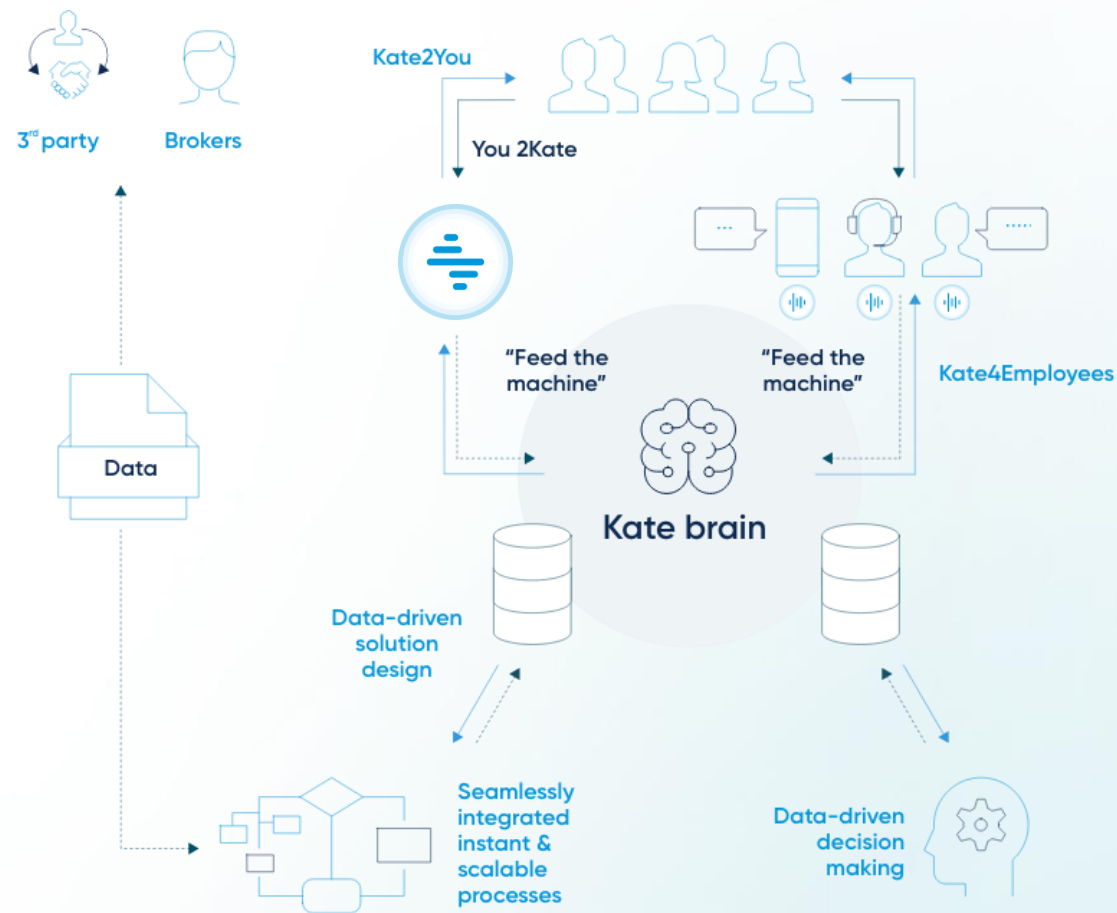 Kate2You
3rd party
Brokers
You 2Kate
...
.....
“Feed the
machine”
“Feed the
machine”
Kate4Employees
Data
Kate brain
Data-driven
solution
design
Seamlessly
integrated
instant &
scalable
processes
Data-driven
decision
making